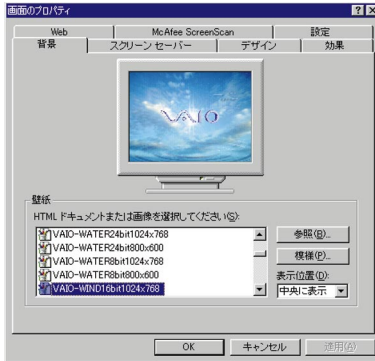 画面のプロパティ
Web McAfee ScreenScan 設定
背景 スクリーン セーバー デザイン 効果
VAIO
壁紙
HTML ドキュメントまたは画像を選択してください(S):
VAIO-WATER24bit1024x768
VAIO-WATER24bit800x600
VAIO-WATER8bit1024x768
VAIO-WATER8bit800x600
VAIO-WIND16bit1024x768
参照(B)...
模様(P)...
表示位置(D):
中央に表示
OK キャンセル 適用(A)